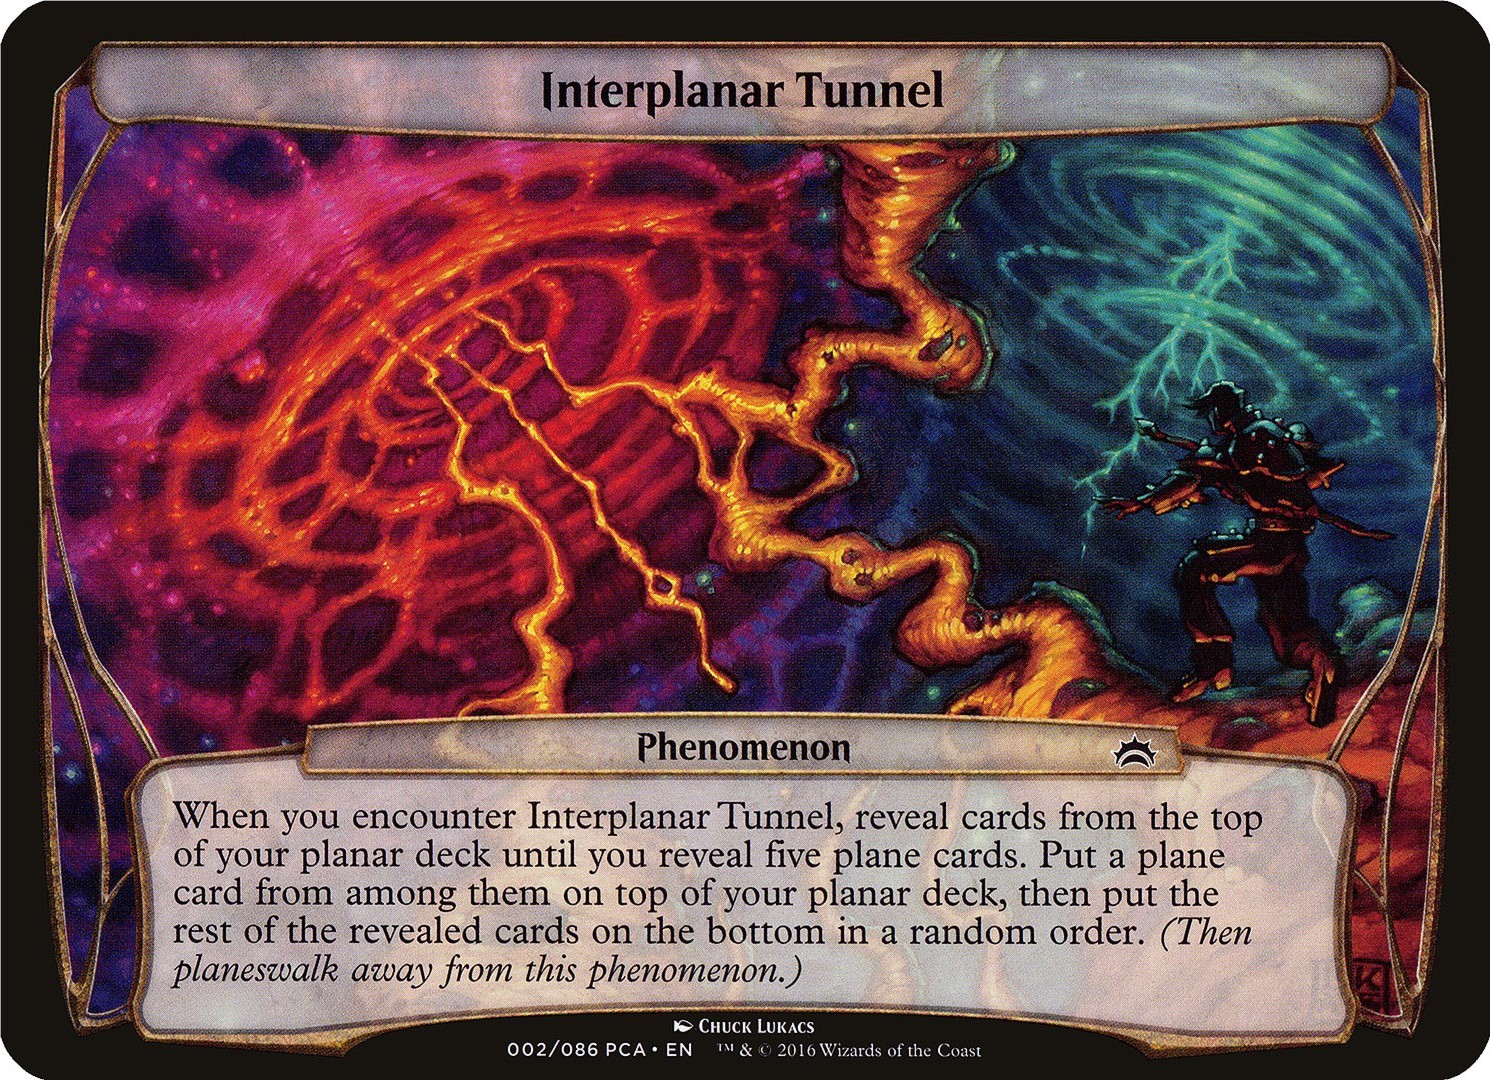 Interplanar Tunnel
Phenomenon
When you encounter Interplanar Tunnel, reveal cards from the top
of your planar deck until you reveal five plane cards. Put a plane
card from among them on top of your planar deck, then put the
rest of the revealed cards on the bottom in a random order. (Then
planeswalk away from this phenomenon.)
Chuck Lukacs
002/086 PCA • EN ™ & © 2016 Wizards of the Coast